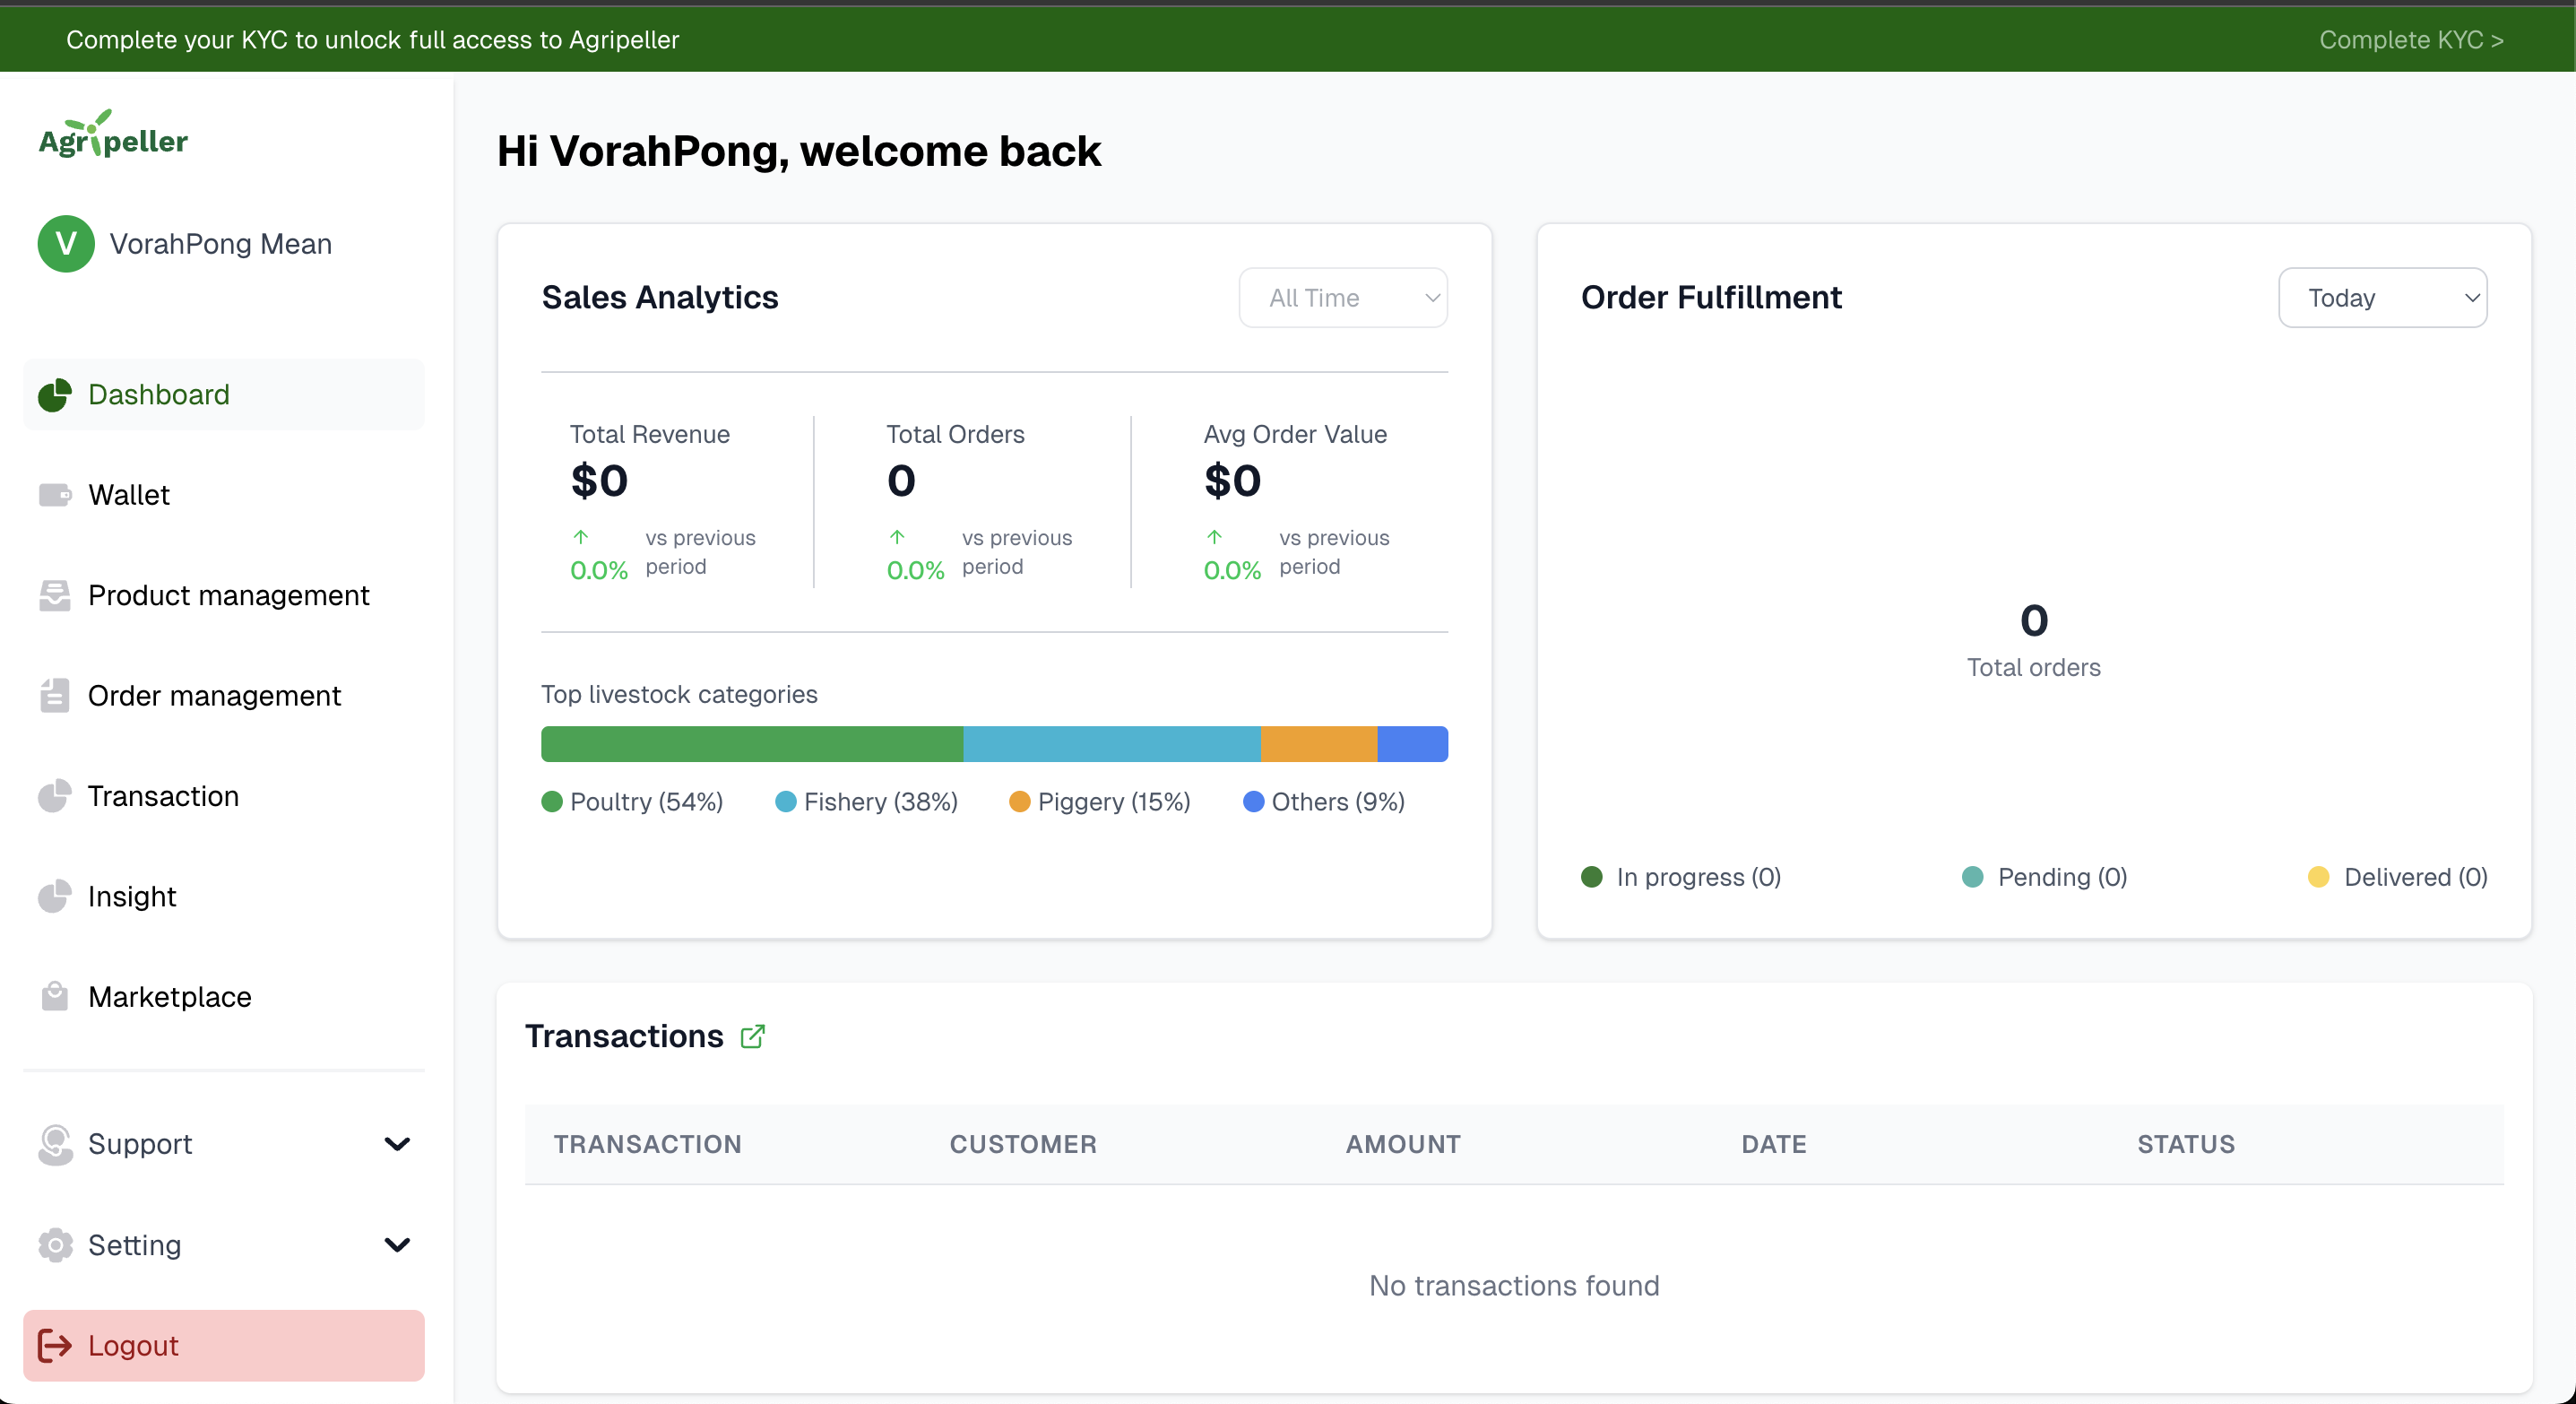 Complete your KYC to unlock full access to Agripeller
Complete KYC >
Agripeller
V
VorahPong Mean
Dashboard
Wallet
Product management
Order management
Transaction
Insight
Marketplace
Support
Setting
Logout
Hi VorahPong, welcome back
Sales Analytics
All Time
Total Revenue
$0
↑
0.0%
vs previous
period
Total Orders
0
↑
0.0%
vs previous
period
Avg Order Value
$0
↑
0.0%
vs previous
period
Top livestock categories
Poultry (54%)
Fishery (38%)
Piggery (15%)
Others (9%)
Order Fulfillment
Today
0
Total orders
In progress (0)
Pending (0)
Delivered (0)
Transactions
TRANSACTION
CUSTOMER
AMOUNT
DATE
STATUS
No transactions found